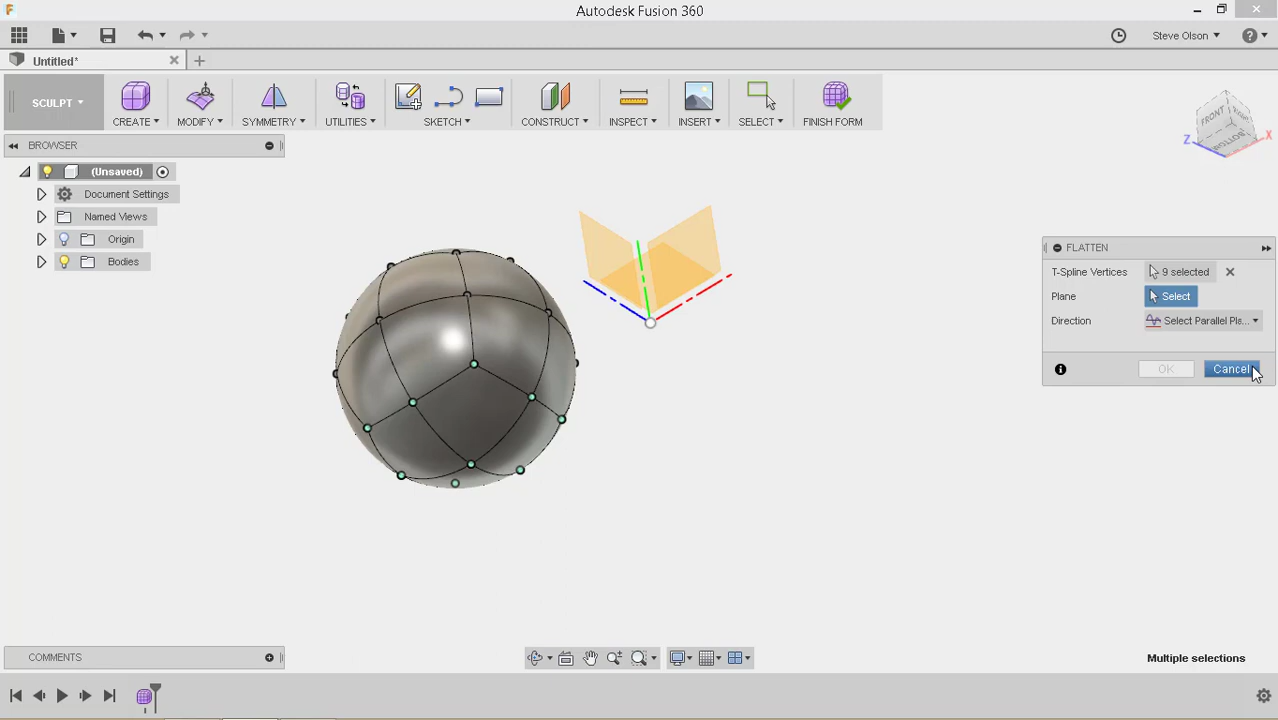 Autodesk Fusion 360
Steve Olson
Untitled*
SCULPT
CREATE
MODIFY
SYMMETRY
UTILITIES
SKETCH
CONSTRUCT
INSPECT
INSERT
SELECT
FINISH FORM
FRONT
BOTTOM
Z
X
BROWSER
(Unsaved)
Document Settings
Named Views
Origin
Bodies
FLATTEN
T-Spline Vertices 9 selected
Plane Select
Direction Select Parallel Pla...
OK Cancel
COMMENTS
Multiple selections